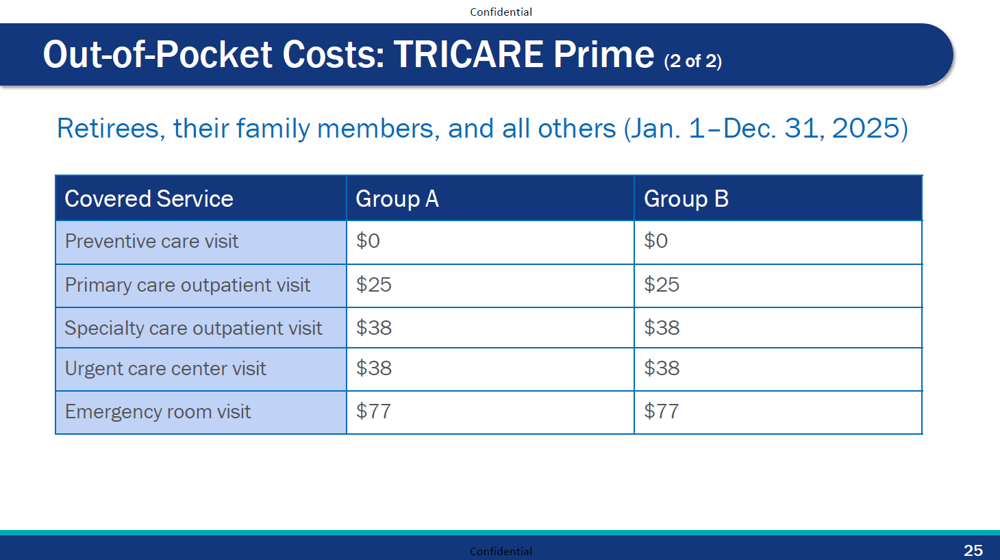 Confidential
Out-of-Pocket Costs: TRICARE Prime (2 of 2)
Retirees, their family members, and all others (Jan. 1–Dec. 31, 2025)
Covered Service Group A Group B
Preventive care visit $0 $0
Primary care outpatient visit $25 $25
Specialty care outpatient visit $38 $38
Urgent care center visit $38 $38
Emergency room visit $77 $77
Confidential 25